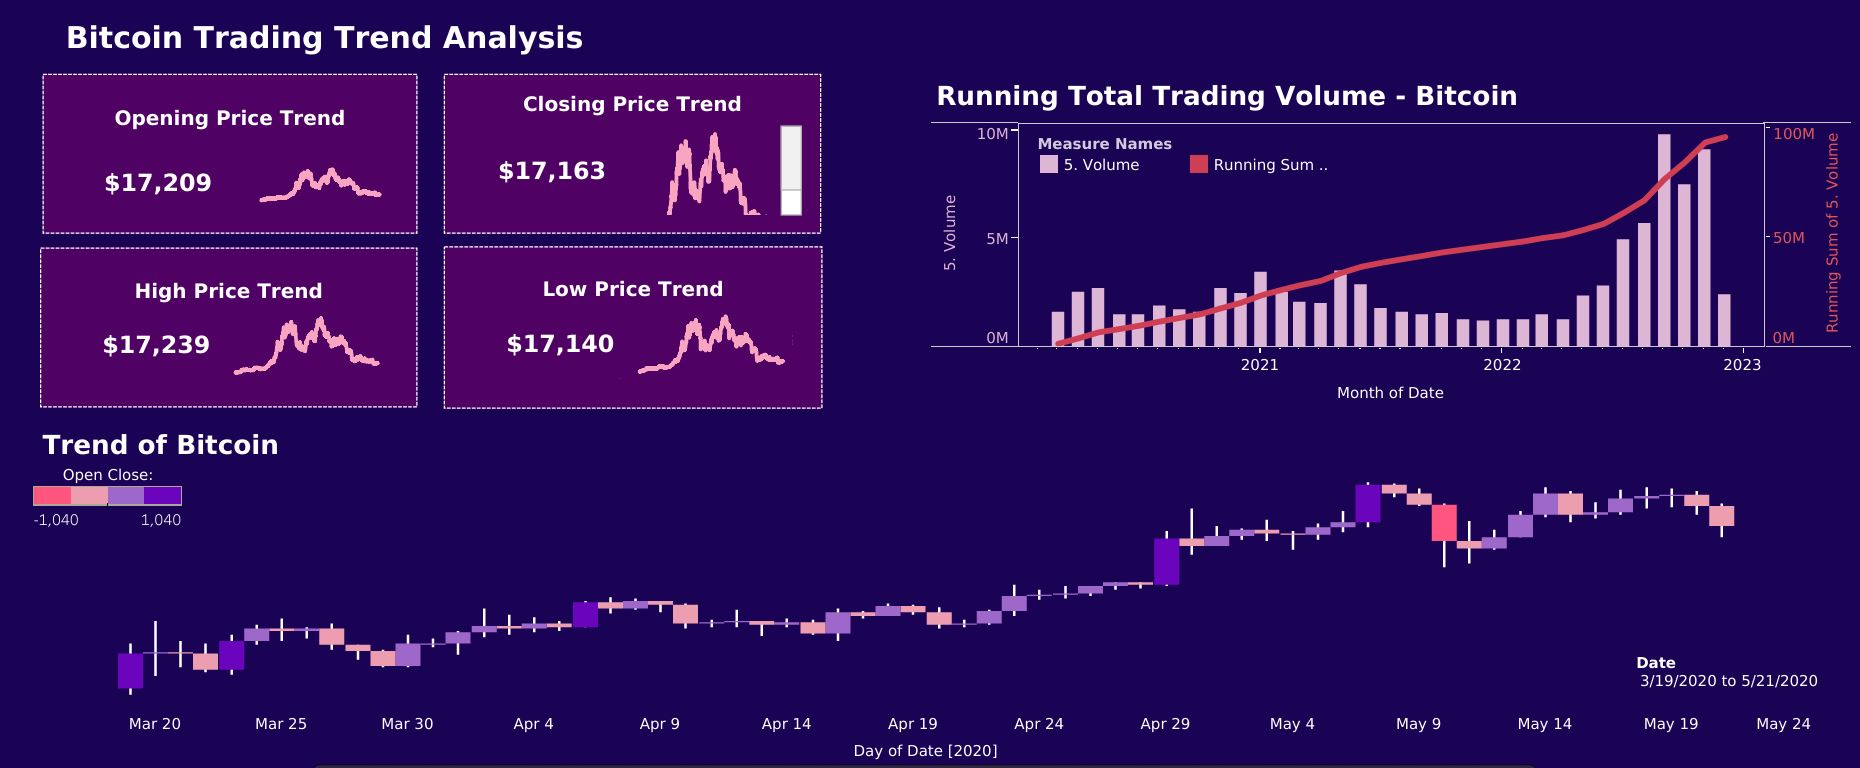 Bitcoin Trading Trend Analysis
Opening Price Trend
$17,209
Closing Price Trend
$17,163
High Price Trend
$17,239
Low Price Trend
$17,140
Running Total Trading Volume - Bitcoin
Measure Names
5. Volume
Running Sum ..
10M
5M
0M
5. Volume
100M
50M
0M
Running Sum of 5. Volume
2021
2022
2023
Month of Date
Trend of Bitcoin
Open Close:
-1,040
1,040
Date
3/19/2020 to 5/21/2020
Mar 20
Mar 25
Mar 30
Apr 4
Apr 9
Apr 14
Apr 19
Apr 24
Apr 29
May 4
May 9
May 14
May 19
May 24
Day of Date [2020]